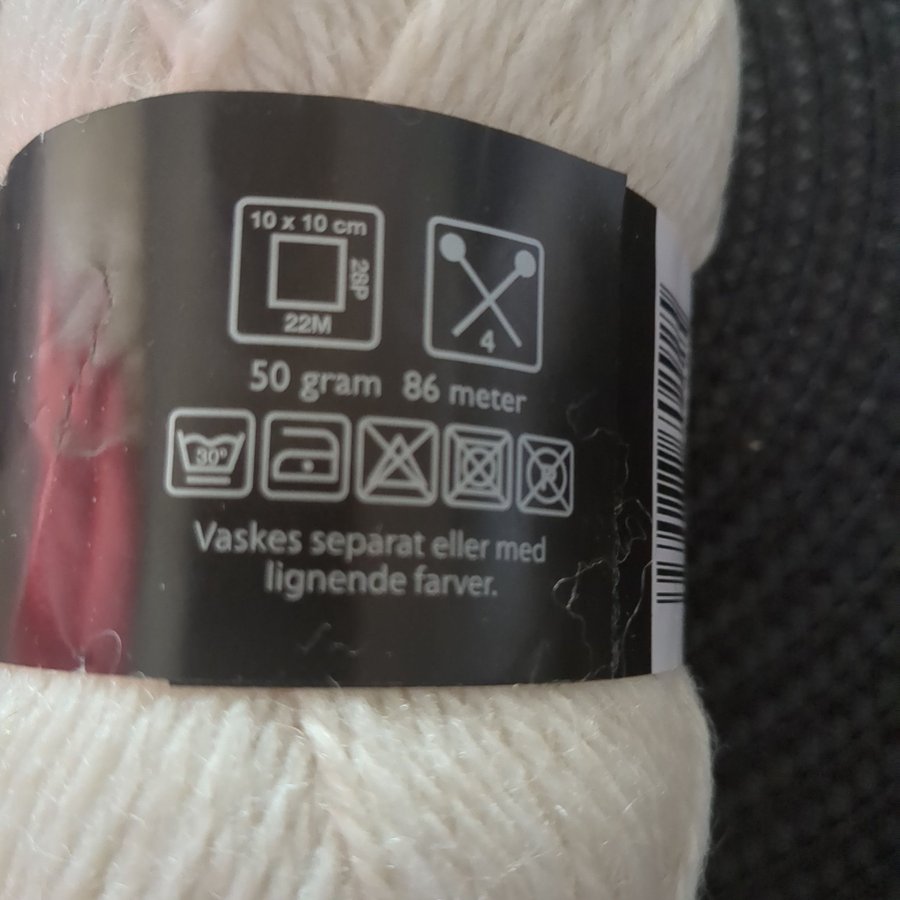 10 x 10 cm
28P
22M
4
50 gram 86 meter
30°
P
Vaskes separat eller med
lignende farver.